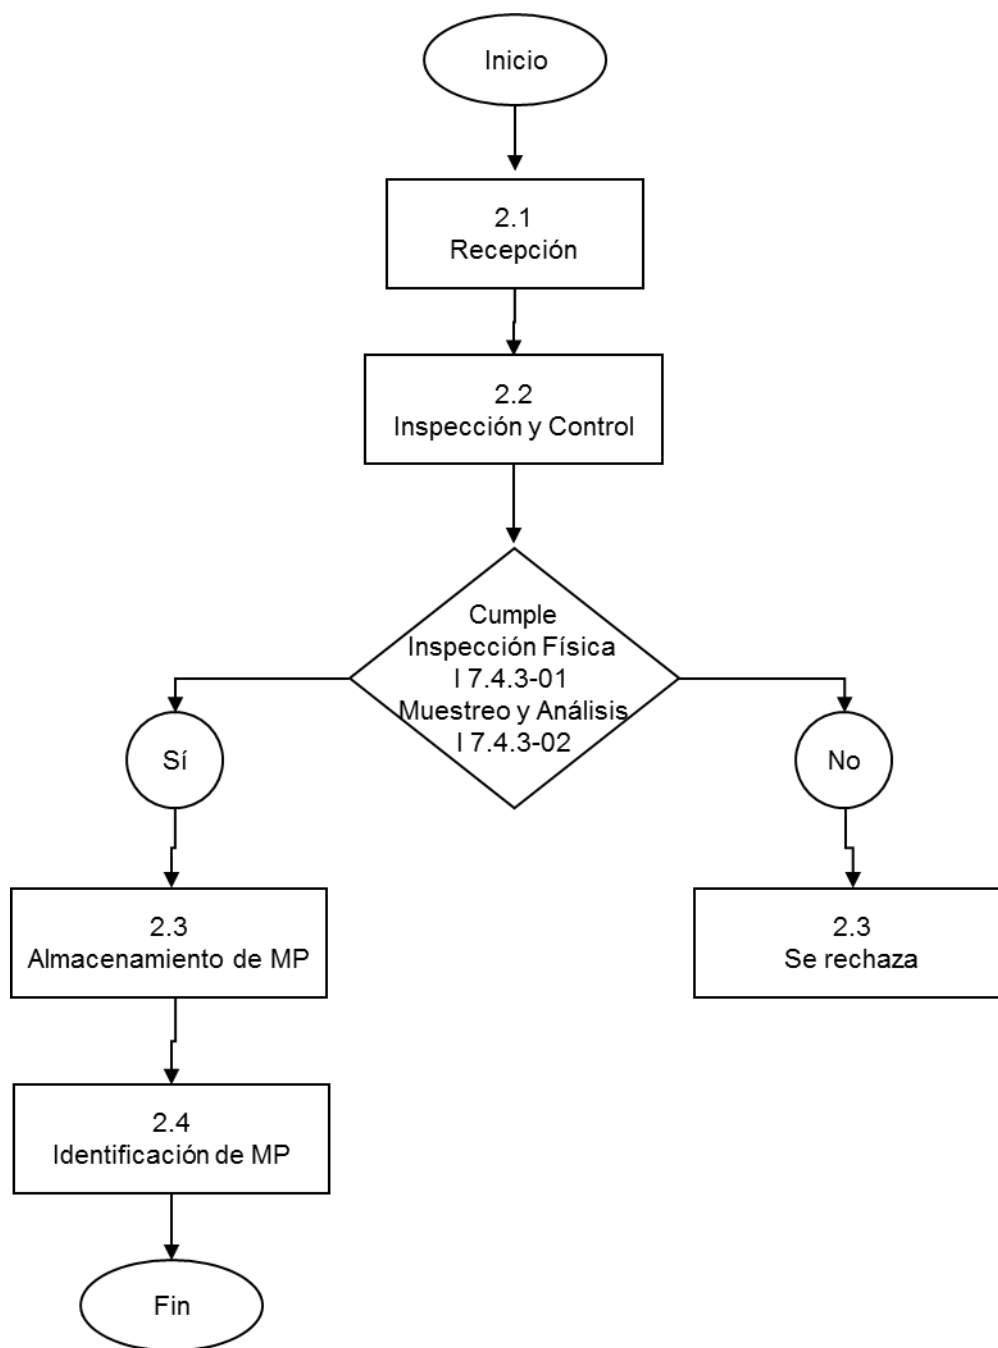 Inicio
2.1
Recepción
2.2
Inspección y Control
Cumple
Inspección Física
I 7.4.3-01
Muestreo y Análisis
I 7.4.3-02
Sí
No
2.3
Almacenamiento de MP
2.3
Se rechaza
2.4
Identificación de MP
Fin